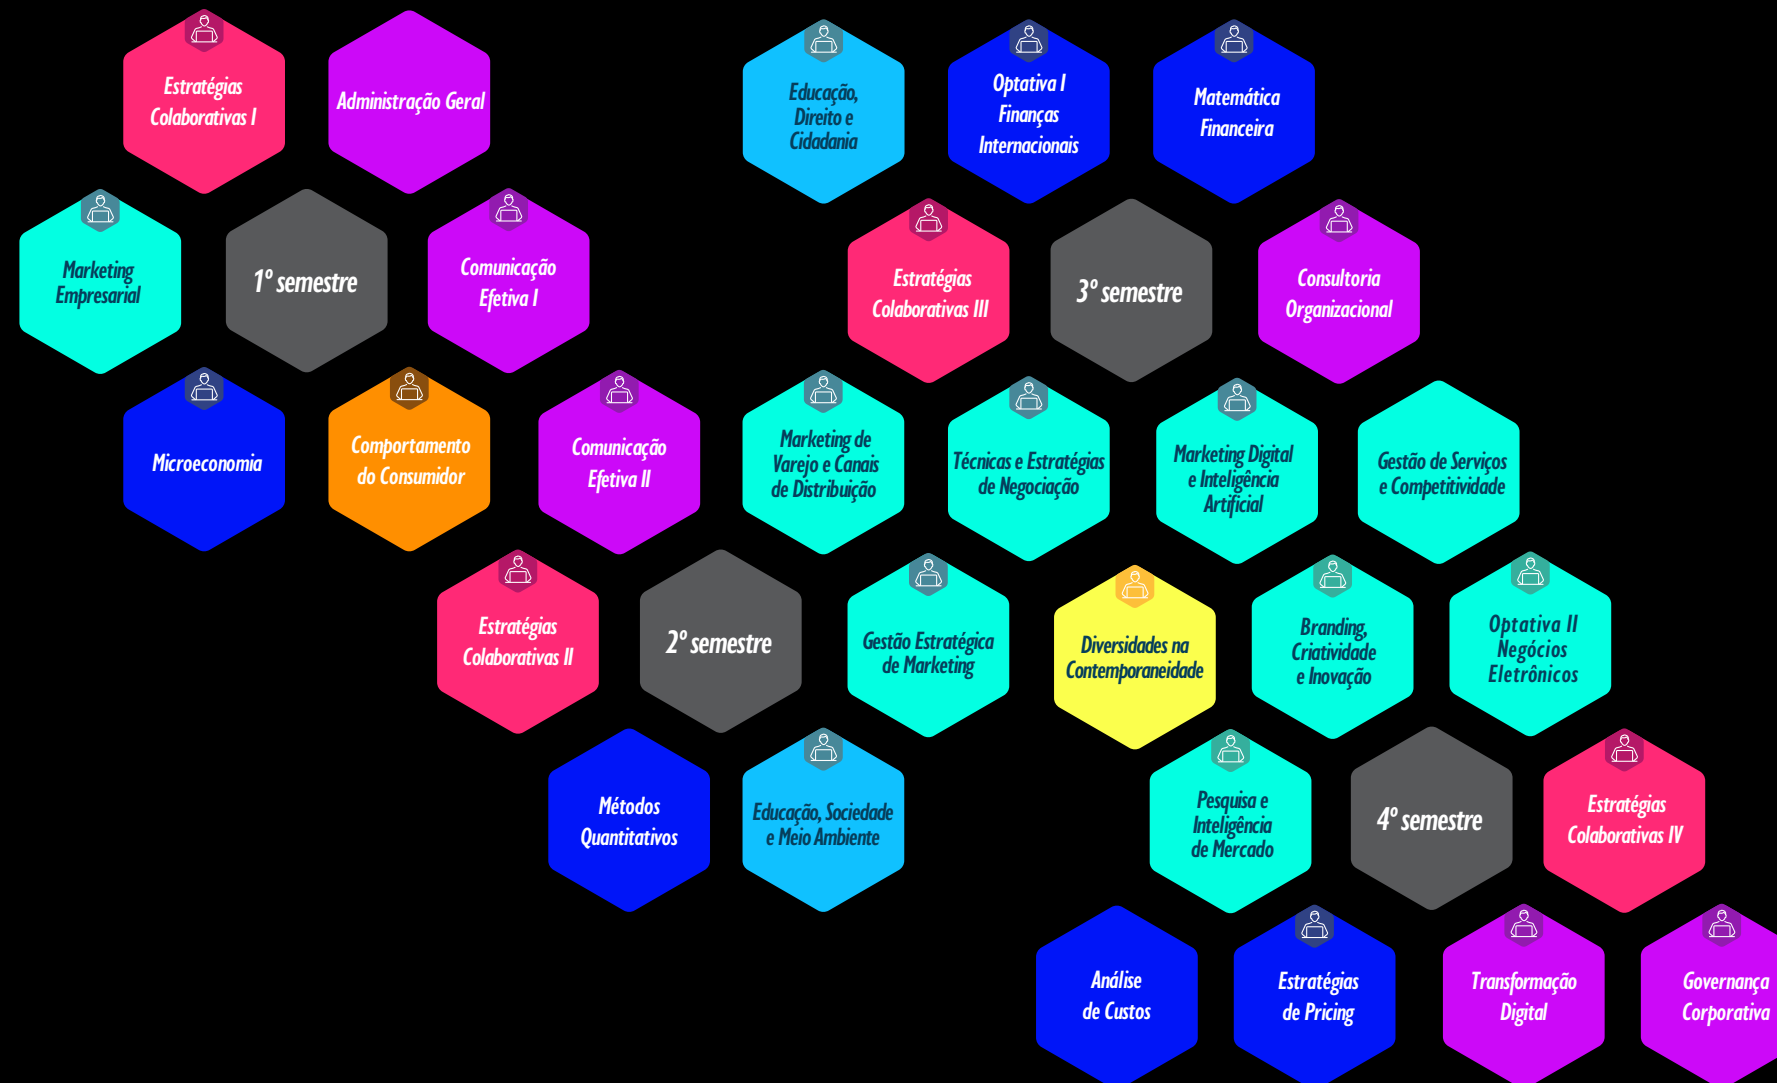 Estratégias
Colaborativas I
Administração Geral
Educação,
Direito e
Cidadania
Optativa I
Finanças
Internacionais
Matemática
Financeira
Marketing
Empresarial
1º semestre
Comunicação
Efetiva I
Estratégias
Colaborativas III
3º semestre
Consultoria
Organizacional
Microeconomia
Comportamento
do Consumidor
Comunicação
Efetiva II
Marketing de
Varejo e Canais
de Distribuição
Técnicas e Estratégias
de Negociação
Marketing Digital
e Inteligência
Artificial
Gestão de Serviços
e Competitividade
Estratégias
Colaborativas II
2º semestre
Gestão Estratégica
de Marketing
Diversidades na
Contemporaneidade
Branding,
Criatividade
e Inovação
Optativa II
Negócios
Eletrônicos
Métodos
Quantitativos
Educação, Sociedade
e Meio Ambiente
Pesquisa e
Inteligência
de Mercado
4º semestre
Estratégias
Colaborativas IV
Análise
de Custos
Estratégias
de Pricing
Transformação
Digital
Governança
Corporativa